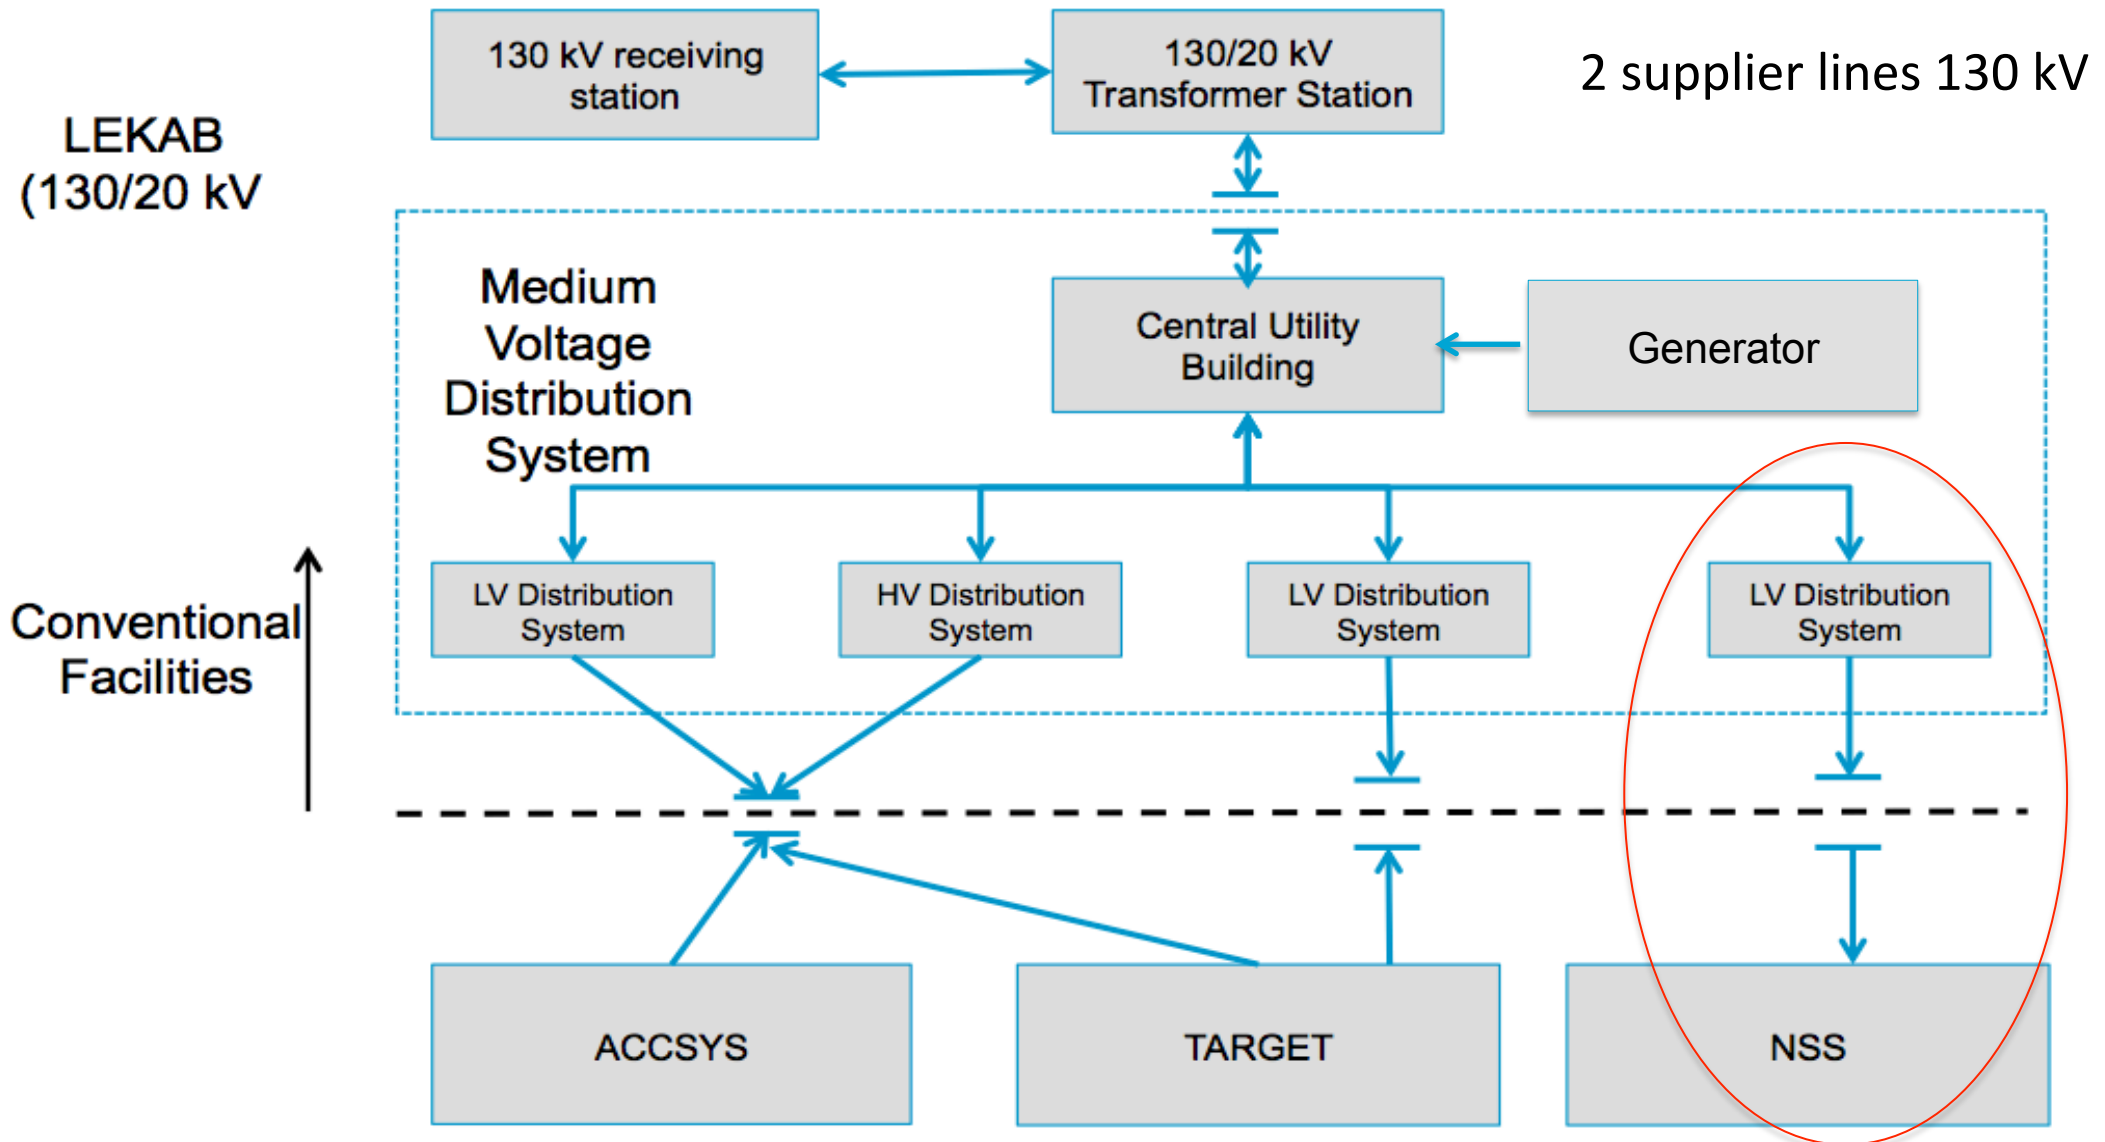 130 kV receiving
station
130/20 kV
Transformer Station
2 supplier lines 130 kV
LEKAB
(130/20 kV
Medium
Voltage
Distribution
System
Central Utility
Building
Generator
Conventional
Facilities
LV Distribution
System
HV Distribution
System
LV Distribution
System
LV Distribution
System
ACCSYS
TARGET
NSS